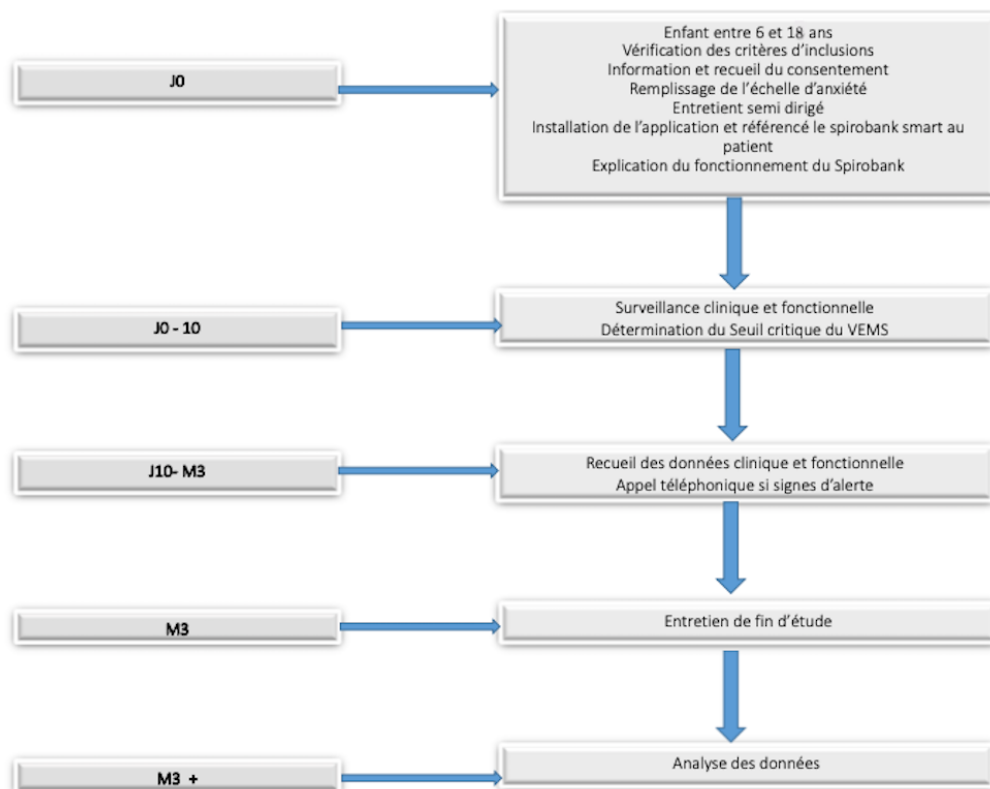 J0
Enfant entre 6 et 18 ans
Vérification des critères d’inclusions
Information et recueil du consentement
Remplissage de l’échelle d’anxiété
Entretient semi dirigé
Installation de l’application et référencé le spirobank smart au
patient
Explication du fonctionnement du Spirobank
J0 - 10
Surveillance clinique et fonctionnelle
Détermination du Seuil critique du VEMS
J10- M3
Recueil des données clinique et fonctionnelle
Appel téléphonique si signes d’alerte
M3
Entretien de fin d’étude
M3 +
Analyse des données